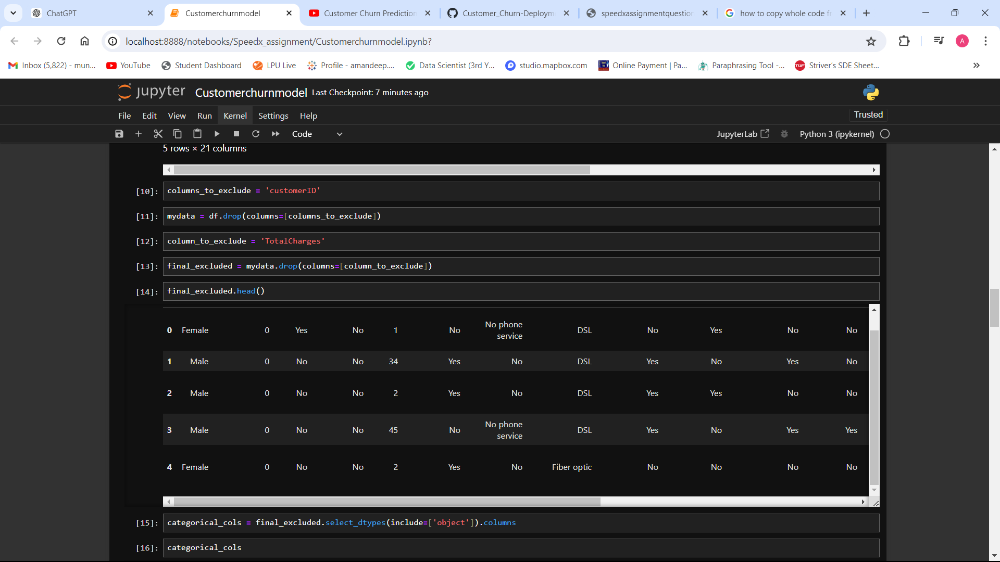 ChatGPT
Customerchurnmodel
Customer Churn Prediction
Customer_Churn-Deploym
speedxassignmentquestion
how to copy whole code fr
localhost:8888/notebooks/Speedx_assignment/Customerchurnmodel.ipynb?
A
Inbox (5,822) - mun...
YouTube
Student Dashboard
LPU Live
Profile - amandeep....
Data Scientist (3rd Y...
studio.mapbox.com
Online Payment | Pa...
Paraphrasing Tool -...
TUF
Striver's SDE Sheet...
jupyter Customerchurnmodel Last Checkpoint: 7 minutes ago
File Edit View Run Kernel Settings Help
Trusted
Code
JupyterLab
Python 3 (ipykernel)
5 rows × 21 columns
[10]: columns_to_exclude = 'customerID'
[11]: mydata = df.drop(columns=[columns_to_exclude])
[12]: column_to_exclude = 'TotalCharges'
[13]: final_excluded = mydata.drop(columns=[column_to_exclude])
[14]: final_excluded.head()
0 Female 0 Yes No 1 No No phone service DSL No Yes No No
1 Male 0 No No 34 Yes No DSL Yes No Yes No
2 Male 0 No No 2 Yes No DSL Yes Yes No No
3 Male 0 No No 45 No No phone service DSL Yes No Yes Yes
4 Female 0 No No 2 Yes No Fiber optic No No No No
[15]: categorical_cols = final_excluded.select_dtypes(include=['object']).columns
[16]: categorical_cols